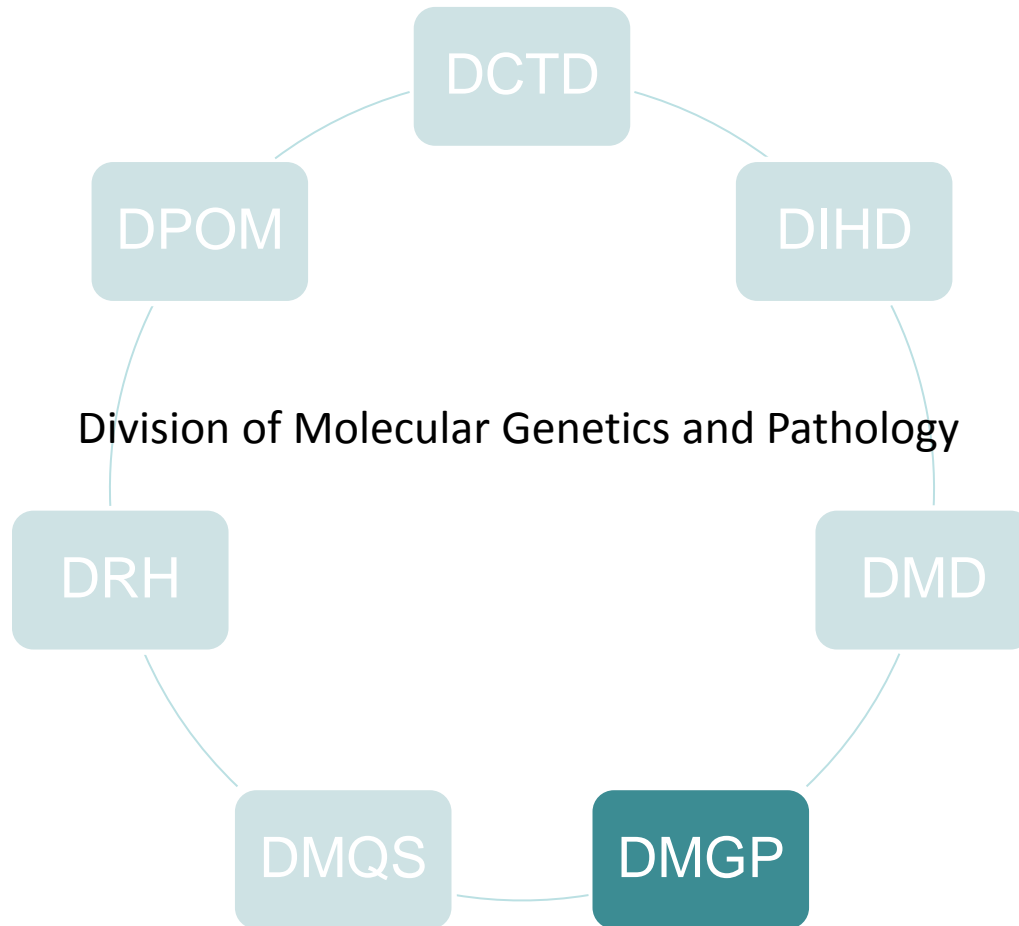 DCTD
DPOM
DIHD
Division of Molecular Genetics and Pathology
DRH
DMD
DMQS
DMGP